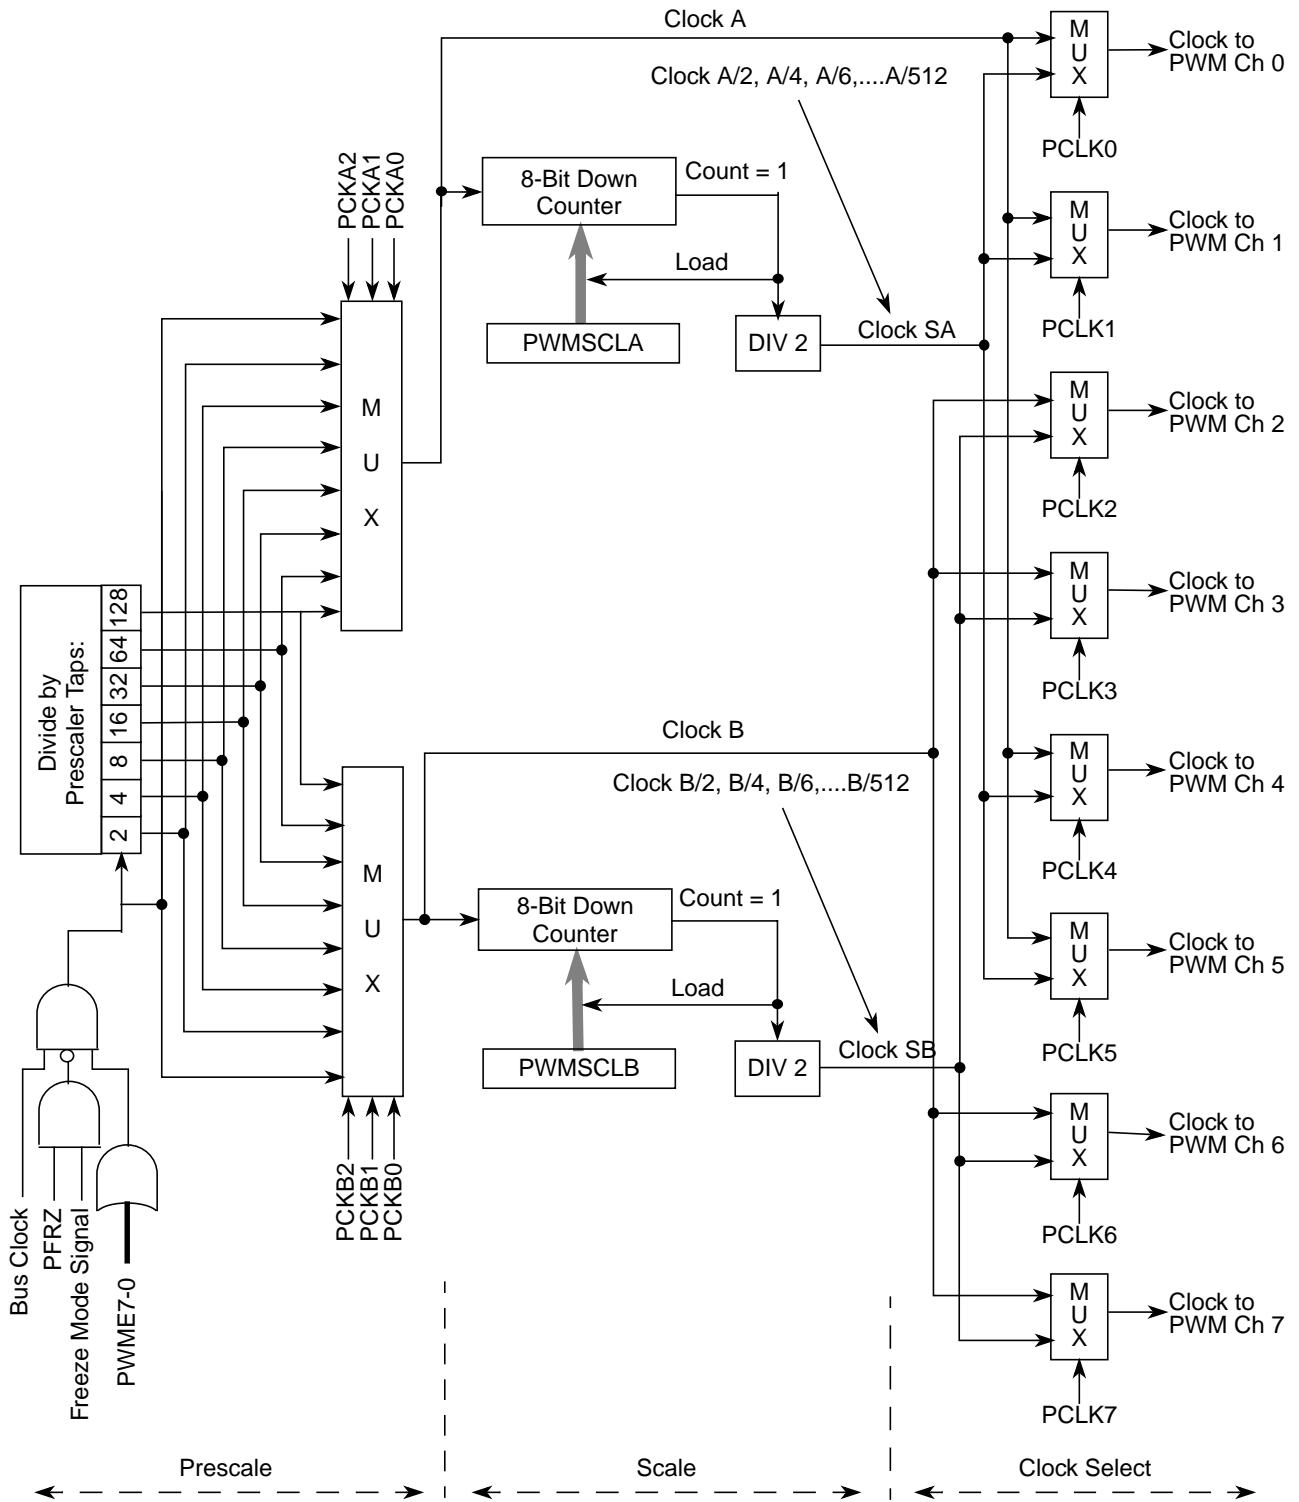 Clock A
Clock A/2, A/4, A/6,....A/512
M
U
X
Clock to
PWM Ch 0
PCLK0
PCKA2
PCKA1
PCKA0
8-Bit Down
Counter
Count = 1
Load
PWMSCLA
DIV 2
Clock SA
M
U
X
Clock to
PWM Ch 1
PCLK1
M
U
X
M
U
X
Clock to
PWM Ch 2
PCLK2
M
U
X
Clock to
PWM Ch 3
PCLK3
Divide by
Prescaler Taps:
128
64
32
16
8
4
2
Clock B
Clock B/2, B/4, B/6,....B/512
M
U
X
Clock to
PWM Ch 4
PCLK4
M
U
X
8-Bit Down
Counter
Count = 1
Load
PWMSCLB
DIV 2
Clock SB
M
U
X
Clock to
PWM Ch 5
PCLK5
PCKB2
PCKB1
PCKB0
M
U
X
Clock to
PWM Ch 6
PCLK6
Bus Clock
PFRZ
Freeze Mode Signal
PWME7-0
M
U
X
Clock to
PWM Ch 7
PCLK7
Prescale
Scale
Clock Select